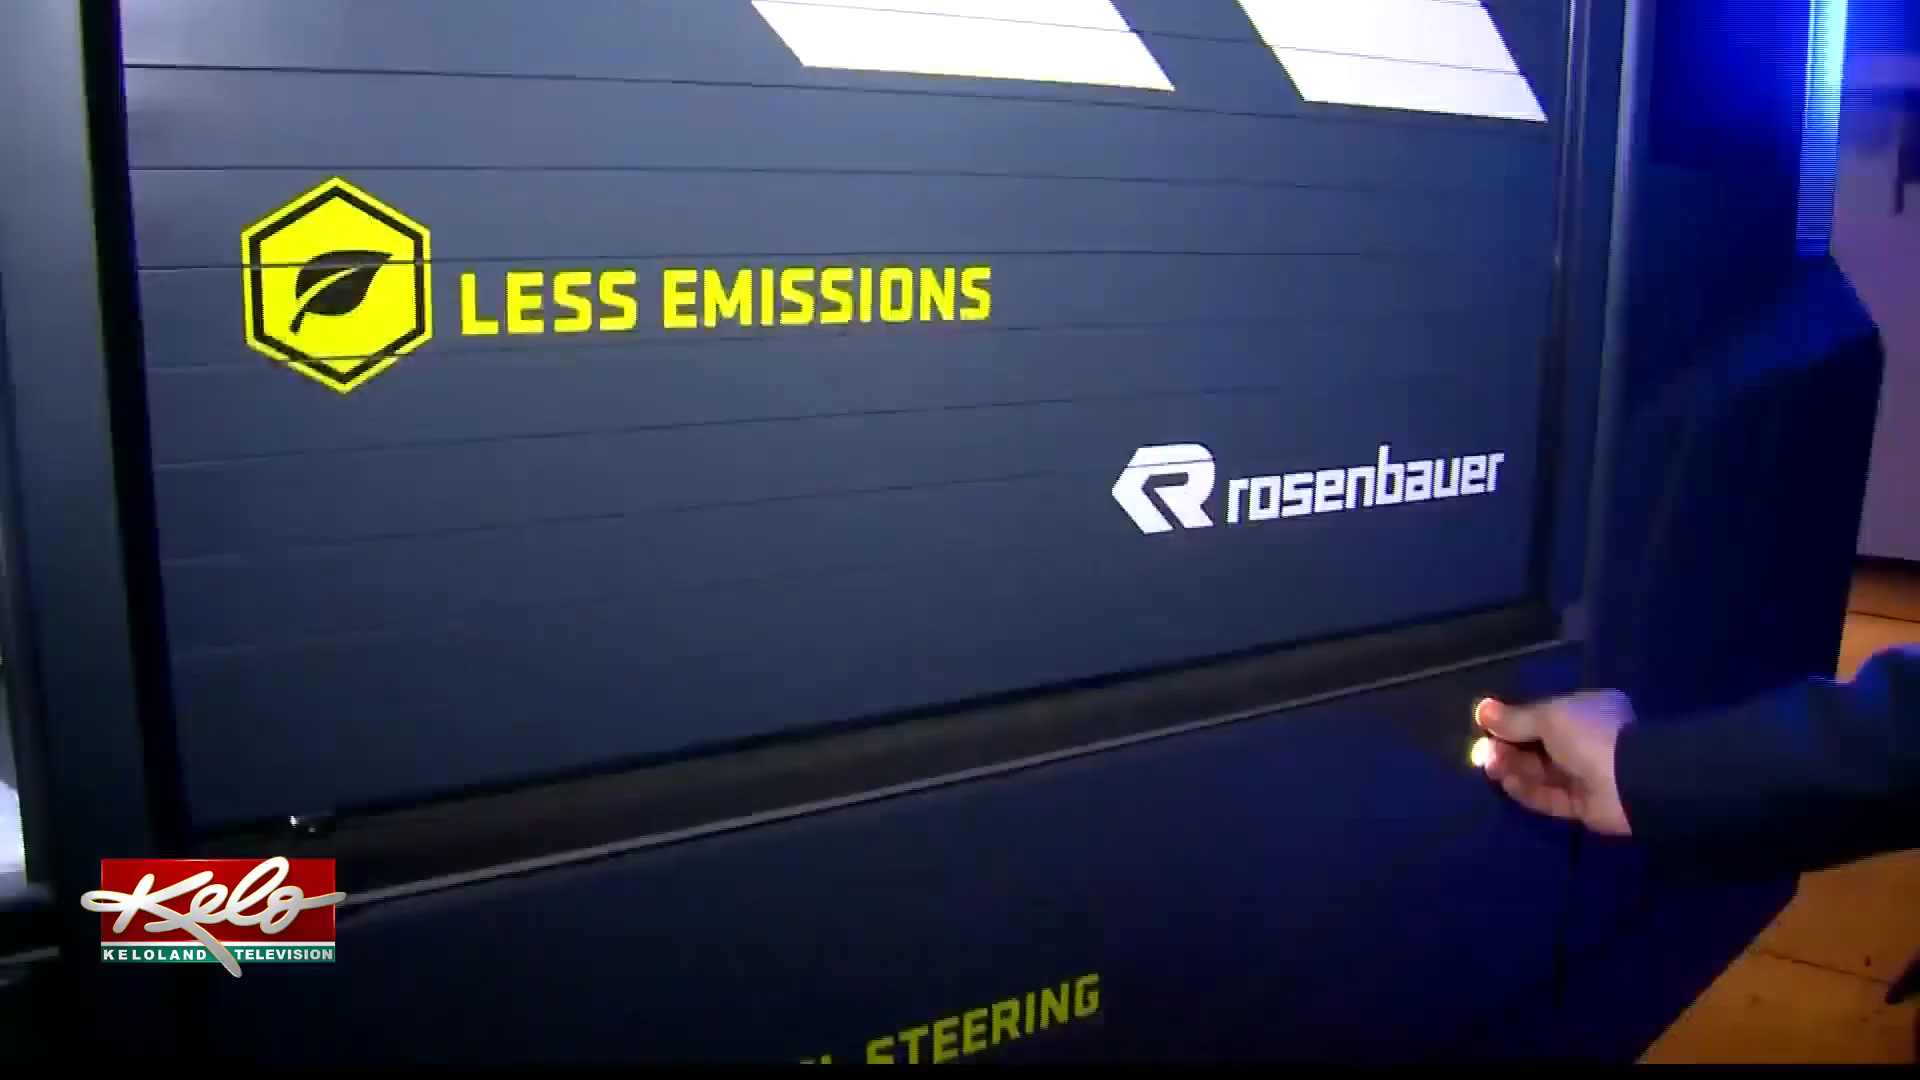 LESS EMISSIONS
rosenbauer
Kelo
KELOLAND TELEVISION
STEERING